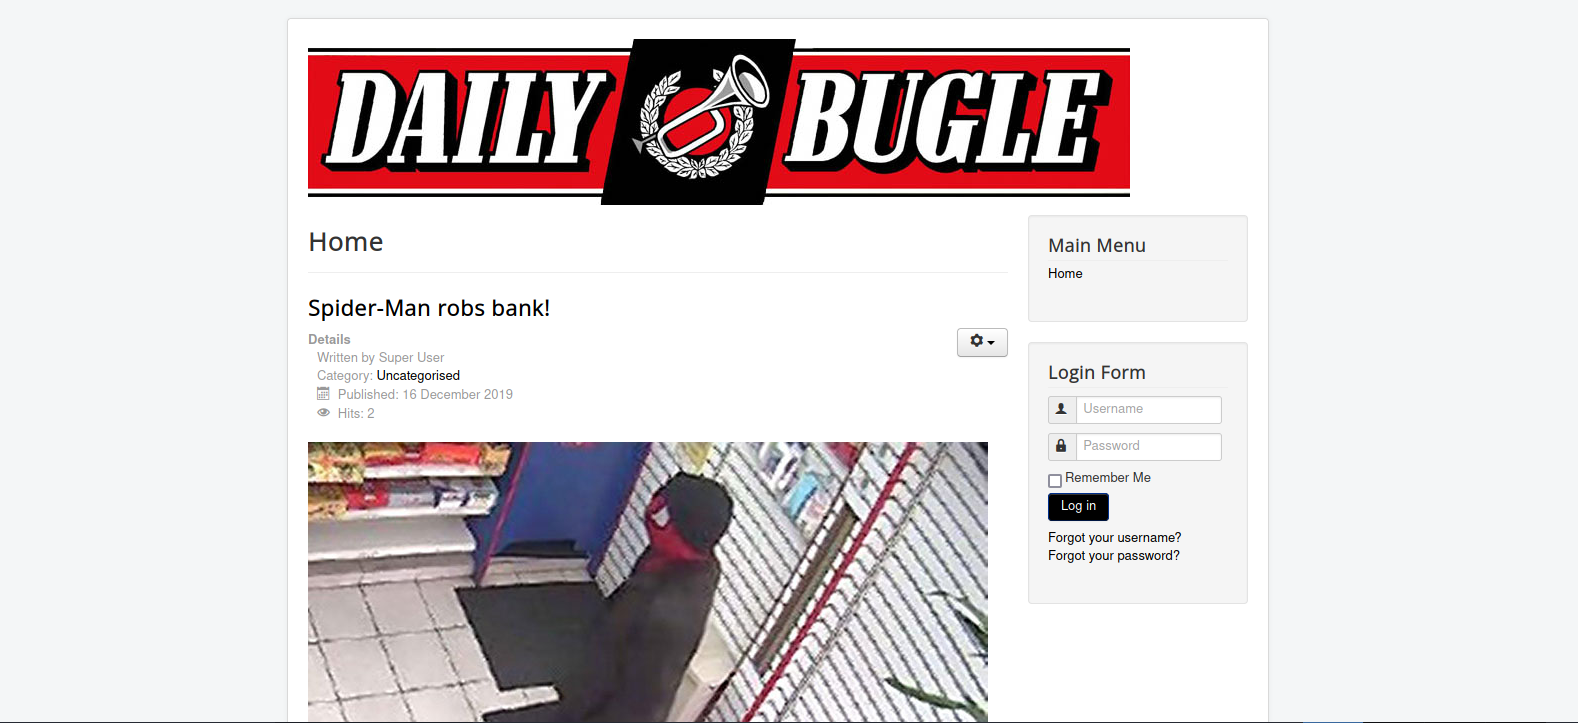 DAILY BUGLE
Home
Spider-Man robs bank!
Details
Written by Super User
Category: Uncategorised
Published: 16 December 2019
Hits: 2
Main Menu
Home
Login Form
Username
Password
Remember Me
Log in
Forgot your username?
Forgot your password?